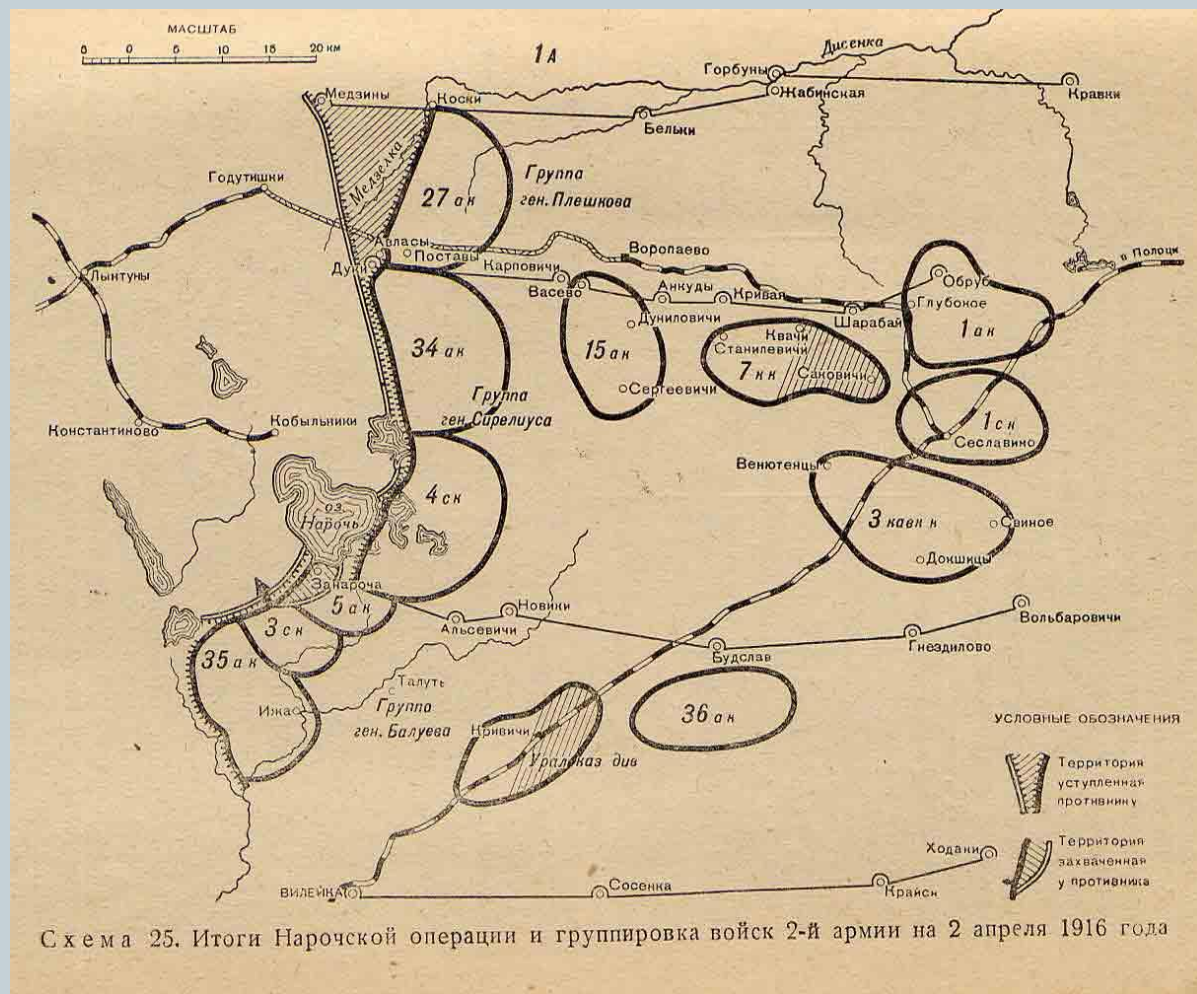 МАСШТАБ
5 0 5 10 15 20 км
1 А
Дисенка
Горбуны
Жабинская
Кравки
Медзины
Коски
Бельки
Годутишки
Медзелка
27 ак
Группа
ген. Плешкова
Авласы
Поставы
Воропаево
в Полоцк
Лынтуны
Дуки
Карповичи
Васево
Анкуды
Кривая
Обруб
Глубокое
Шарабай
Дуниловичи
1 ак
34 ак
15 ак
Квачи
Станилевичи
7 кк
Саковичи
Сергеевичи
Группа
ген. Сирелиуса
Константиново
Кобыльники
1 ск
Сеславино
Венютенцы
4 ск
оз.
Нарочь
3 кавк к
Свиное
Докшицы
Занароча
5 ак
Новики
Альсевичи
Вольбаровичи
3 ск
Будслав
Гнездилово
35 ак
Талуть
Ижа
Группа
ген. Балуева
36 ак
Кривичи
Урал каз див
УСЛОВНЫЕ ОБОЗНАЧЕНИЯ
Территория
уступленная
противнику
Территория
захваченная
у противника
Ходаки
ВИЛЕЙКА
Сосенка
Крайск
Схема 25. Итоги Нарочской операции и группировка войск 2-й армии на 2 апреля 1916 года